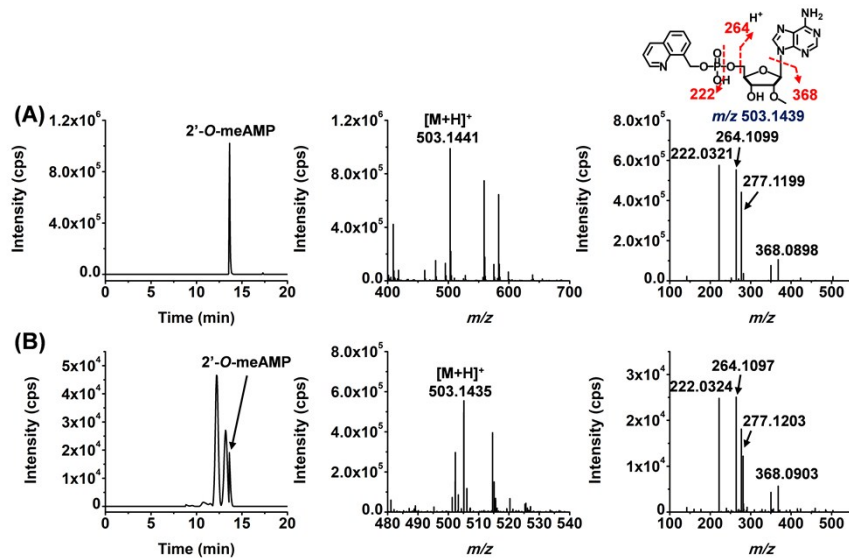 H⁺
NH₂
264
N
N
N
N
N
O
P
O
O
O
OH
222
OH
O
368
m/z 503.1439
(A)
2'-O-meAMP
Intensity (cps)
1.2x10⁶
8.0x10⁵
4.0x10⁵
0.0
0 5 10 15 20
Time (min)
[M+H]⁺
503.1441
Intensity (cps)
1.2x10⁶
8.0x10⁵
4.0x10⁵
0.0
400 500 600 700
m/z
264.1099
222.0321
277.1199
368.0898
Intensity (cps)
8.0x10⁵
6.0x10⁵
4.0x10⁵
2.0x10⁵
0.0
100 200 300 400 500
m/z
(B)
2'-O-meAMP
Intensity (cps)
5x10⁴
4x10⁴
3x10⁴
2x10⁴
1x10⁴
0
0 5 10 15 20
Time (min)
[M+H]⁺
503.1435
Intensity (cps)
8.0x10⁵
6.0x10⁵
4.0x10⁵
2.0x10⁵
0.0
480 490 500 510 520 530 540
m/z
264.1097
222.0324
277.1203
368.0903
Intensity (cps)
3x10⁴
2x10⁴
1x10⁴
0
100 200 300 400 500
m/z